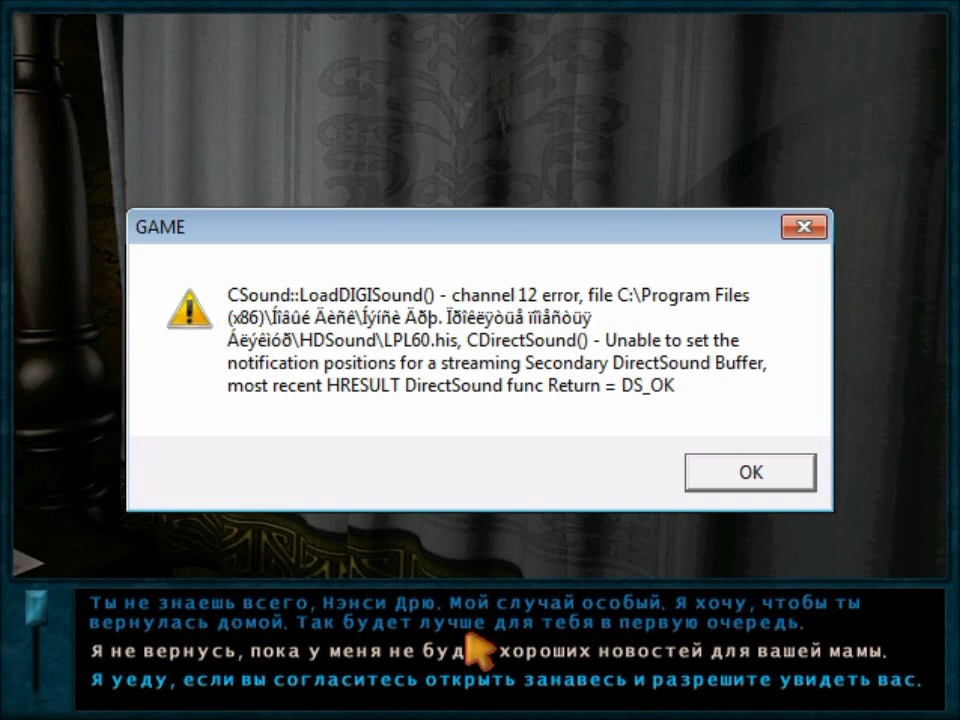 GAME
CSound::LoadDIGISound() - channel 12 error, file C:\Program Files
(x86)\Íîâûé Äèñê\Íýíñè Äðþ. Ïðîêëÿòüå ïîìåñòüÿ
Áëýêìóð\HDSound\LPL60.his, CDirectSound() - Unable to set the
notification positions for a streaming Secondary DirectSound Buffer,
most recent HRESULT DirectSound func Return = DS_OK
OK
Ты не знаешь всего, Нэнси Дрю. Мой случай особый. Я хочу, чтобы ты
вернулась домой. Так будет лучше для тебя в первую очередь.
Я не вернусь, пока у меня не буд хороших новостей для вашей мамы.
Я уеду, если вы согласитесь открыть занавесь и разрешите увидеть вас.